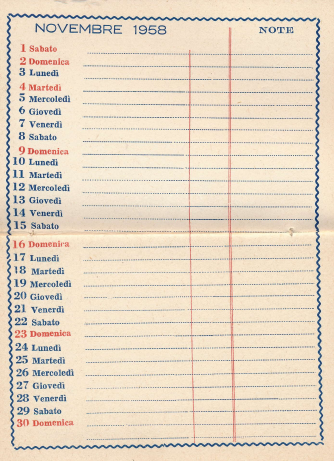 NOVEMBRE 1958
NOTE
1 Sabato
2 Domenica
3 Lunedì
4 Martedì
5 Mercoledì
6 Giovedì
7 Venerdì
8 Sabato
9 Domenica
10 Lunedì
11 Martedì
12 Mercoledì
13 Giovedì
14 Venerdì
15 Sabato
16 Domenica
17 Lunedì
18 Martedì
19 Mercoledì
20 Giovedì
21 Venerdì
22 Sabato
23 Domenica
24 Lunedì
25 Martedì
26 Mercoledì
27 Giovedì
28 Venerdì
29 Sabato
30 Domenica